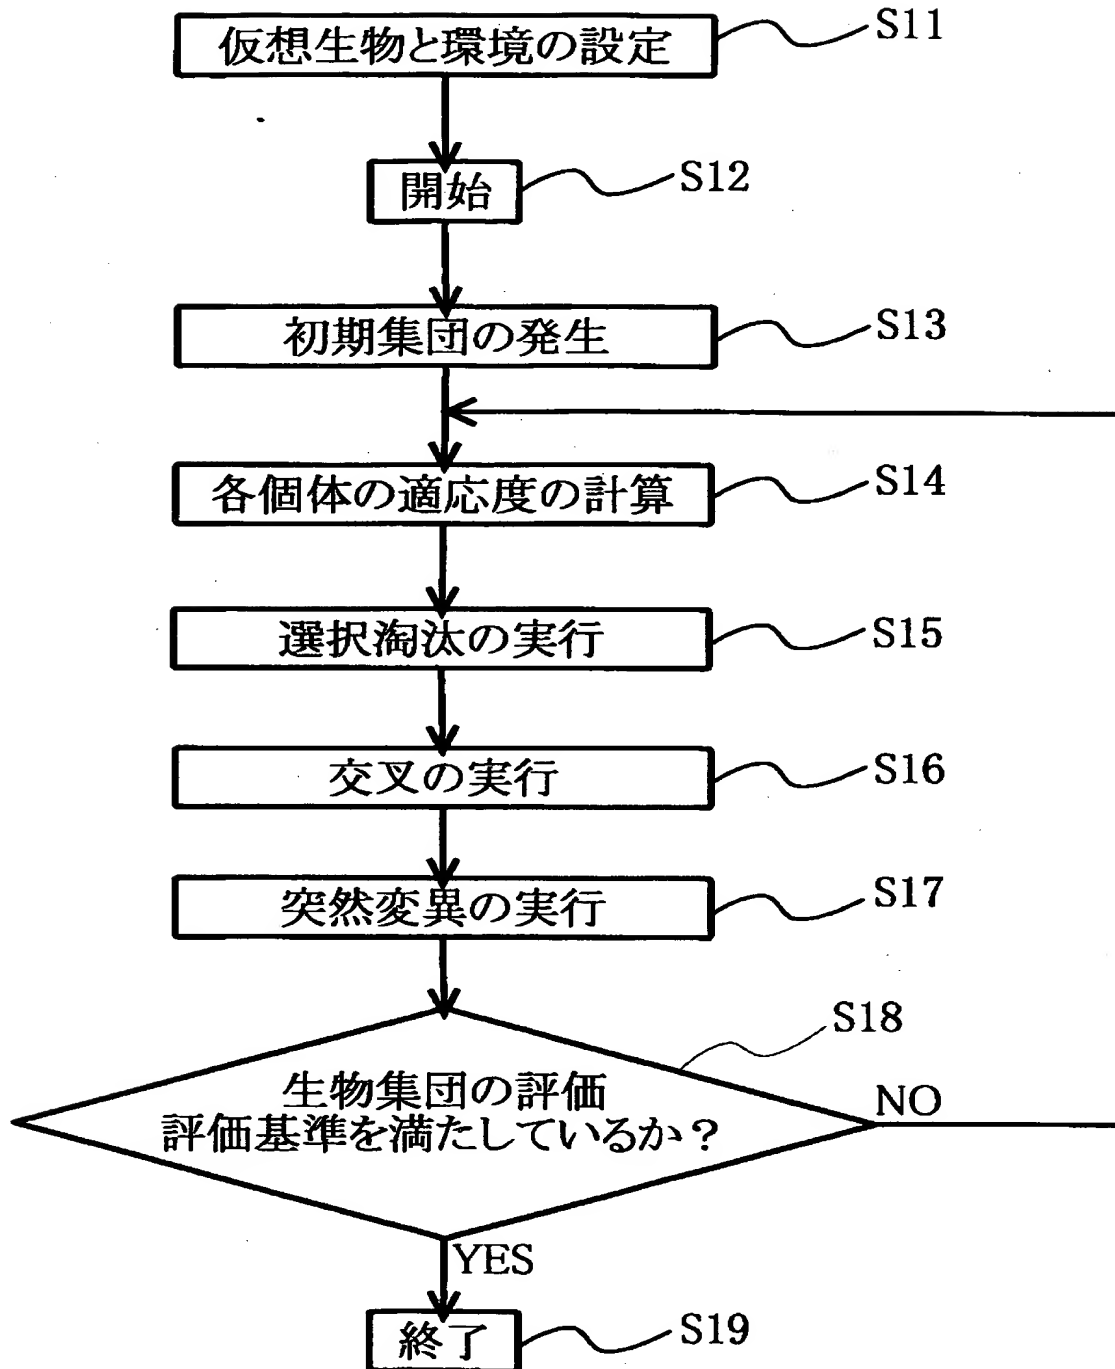 仮想生物と環境の設定
S11
開始
S12
初期集団の発生
S13
各個体の適応度の計算
S14
選択淘汰の実行
S15
交叉の実行
S16
突然変異の実行
S17
S18
生物集団の評価
評価基準を満たしているか？
NO
YES
終了
S19